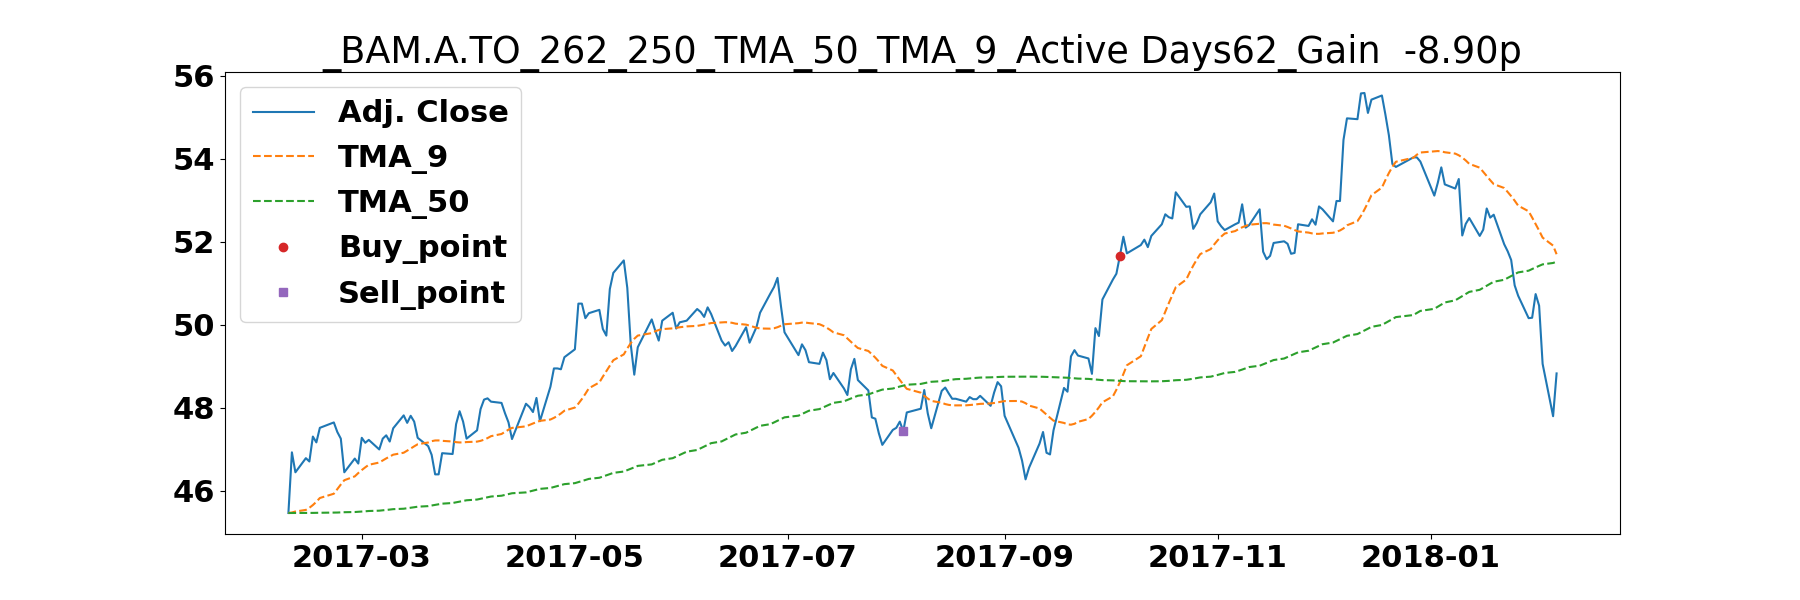 _BAM.A.TO_262_250_TMA_50_TMA_9_Active Days62_Gain  -8.90p
56
54
52
50
48
46
Adj. Close
TMA_9
TMA_50
Buy_point
Sell_point
2017-03 2017-05 2017-07 2017-09 2017-11 2018-01